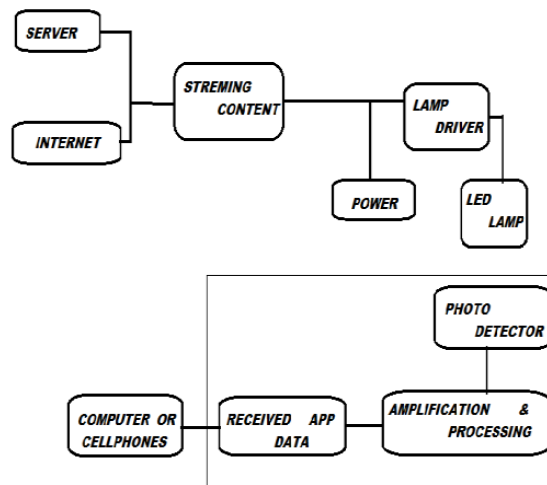 SERVER
INTERNET
STREMING
CONTENT
LAMP
DRIVER
POWER
LED
LAMP
PHOTO
DETECTOR
COMPUTER OR
CELLPHONES
RECEIVED APP
DATA
AMPLIFICATION &
PROCESSING